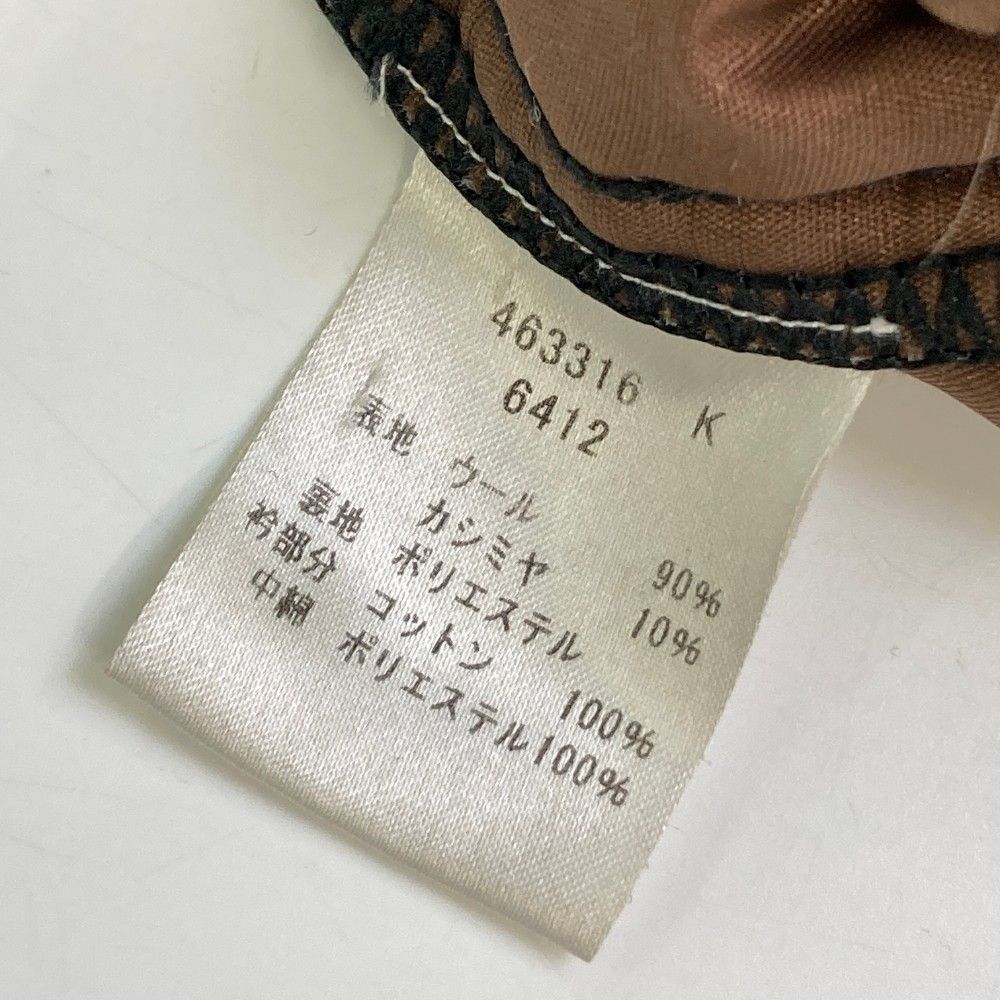 463316 K
6412
表地 ウール 90%
カシミヤ 10%
裏地 ポリエステル
衿部分 コットン 100%
中綿 ポリエステル100%